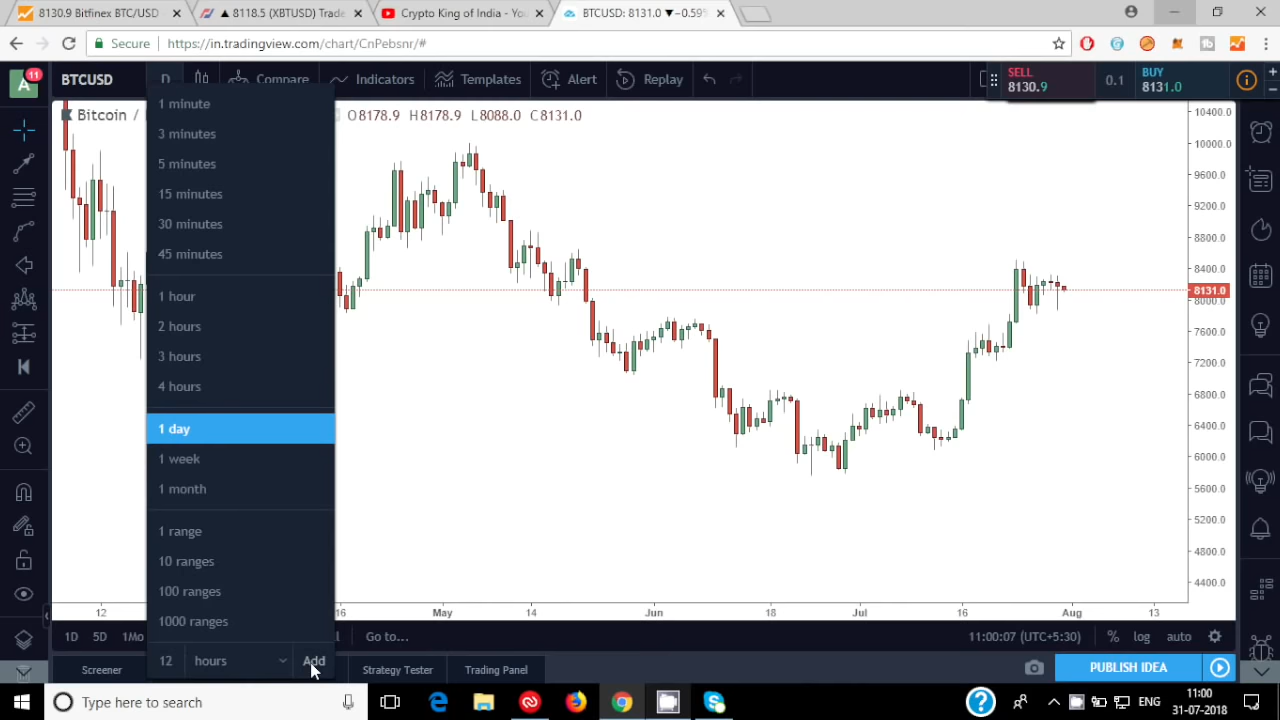 8130.9 Bitfinex BTC/USD
▲ 8118.5 (XBTUSD) Trade
Crypto King of India - You
BTCUSD: 8131.0 ▼-0.59%
Secure
https://in.tradingview.com/chart/CnPebsnr/#
11
A
BTCUSD
D
Compare
Indicators
Templates
Alert
Replay
SELL
8130.9
0.1
BUY
8131.0
Bitcoin /
O8178.9 H8178.9 L8088.0 C8131.0
1 minute
3 minutes
5 minutes
15 minutes
30 minutes
45 minutes
1 hour
2 hours
3 hours
4 hours
1 day
1 week
1 month
1 range
10 ranges
100 ranges
1000 ranges
12 hours Add
10400.0
10000.0
9600.0
9200.0
8800.0
8400.0
8131.0
8000.0
7600.0
7200.0
6800.0
6400.0
6000.0
5600.0
5200.0
4800.0
4400.0
12 16 May 14 Jun 18 Jul 16 Aug 13
1D 5D 1Mo Go to... 11:00:07 (UTC+5:30) % log auto
Screener Strategy Tester Trading Panel PUBLISH IDEA
Type here to search
ENG
11:00
31-07-2018